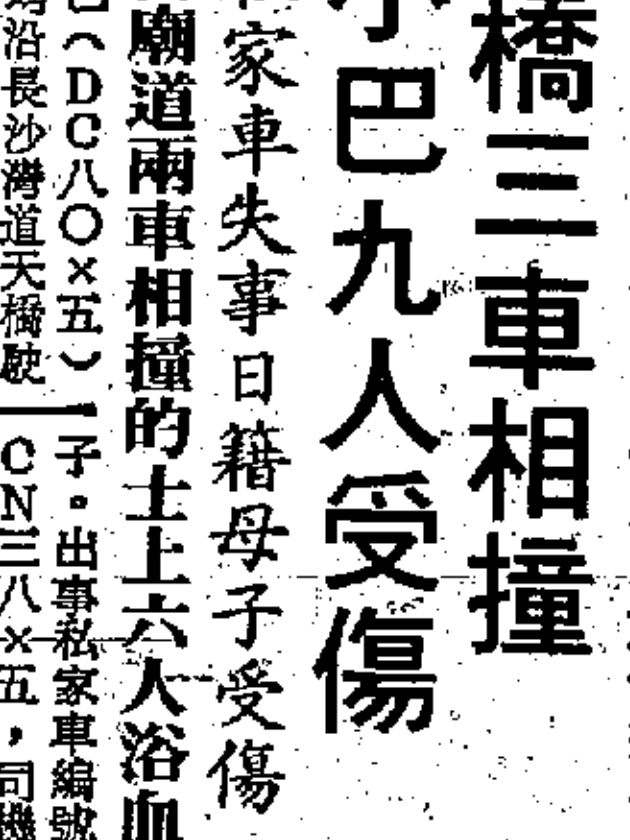 橋三車相撞
小巴九人受傷
家車失事日籍母子受傷
廟道兩車相撞的士上六人浴血
（DC八〇×五）
沿長沙灣道天橋駛
子。出事私家車編號
CN三八×五，司機